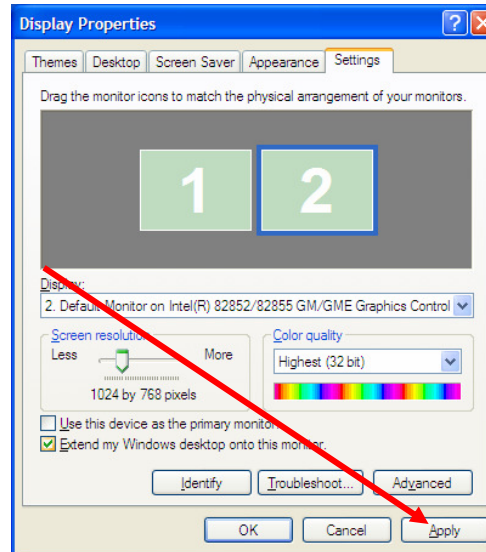 Display Properties
Themes Desktop Screen Saver Appearance Settings
Drag the monitor icons to match the physical arrangement of your monitors.
1 2
Display:
2. Default Monitor on Intel(R) 82852/82855 GM/GME Graphics Control
Screen resolution
Less More
1024 by 768 pixels
Color quality
Highest (32 bit)
Use this device as the primary monitor.
Extend my Windows desktop onto this monitor.
Identify Troubleshoot... Advanced
OK Cancel Apply